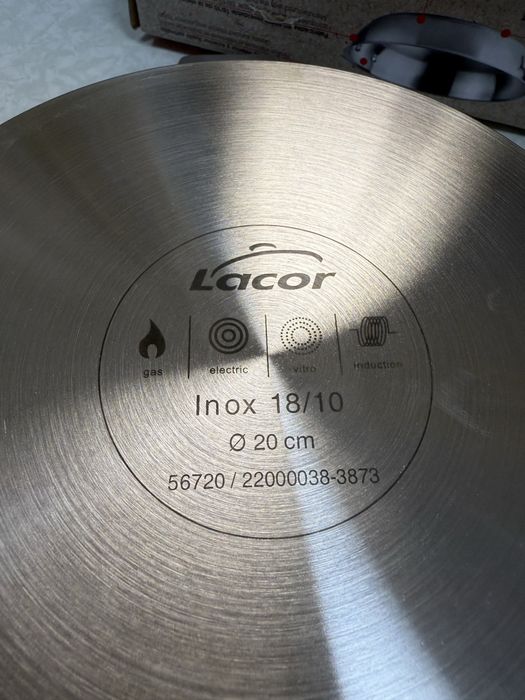 Lacor
gas electric vitro induction
Inox 18/10
Ø 20 cm
56720 / 22000038-3873